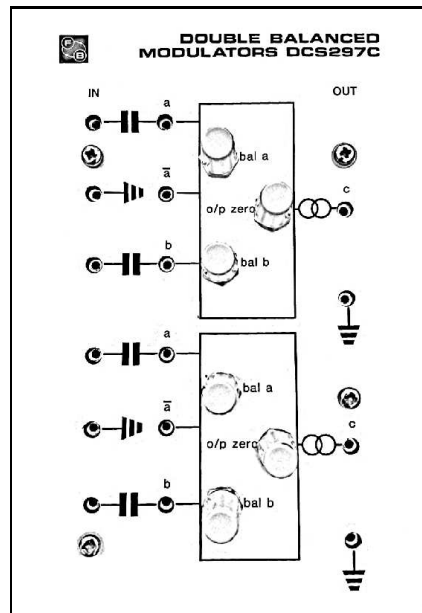 DOUBLE BALANCED
MODULATORS DCS297C
IN
OUT
a
bal a
a̅
c
o/p zero
b
bal b
a
bal a
a̅
c
o/p zero
b
bal b